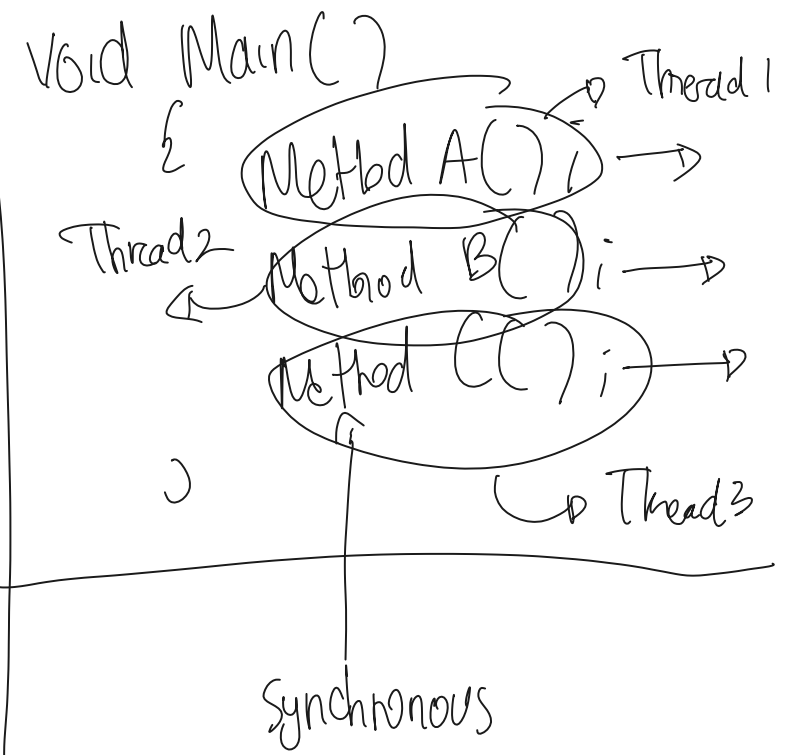 Void Main()
{
Thread 1
Method A();
Thread2
Method B();
Method C();
}
Thread3
Synchronous